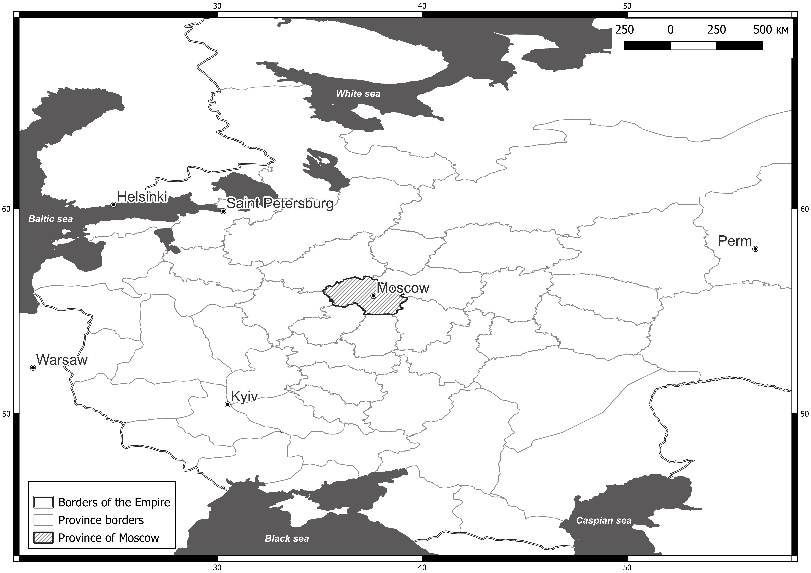 30 40 50
250 0 250 500 км
White sea
Helsinki
Saint Petersburg
60 60
Baltic sea
Perm
Moscow
Warsaw
Kyiv
50 50
Borders of the Empire
Province borders
Province of Moscow
Caspian sea
Black sea
30 40 50